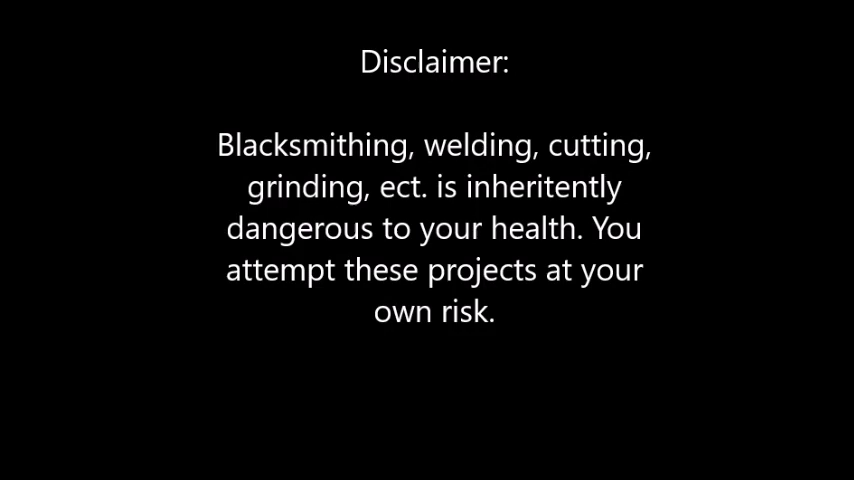 Disclaimer:
Blacksmithing, welding, cutting,
grinding, ect. is inheritently
dangerous to your health. You
attempt these projects at your
own risk.